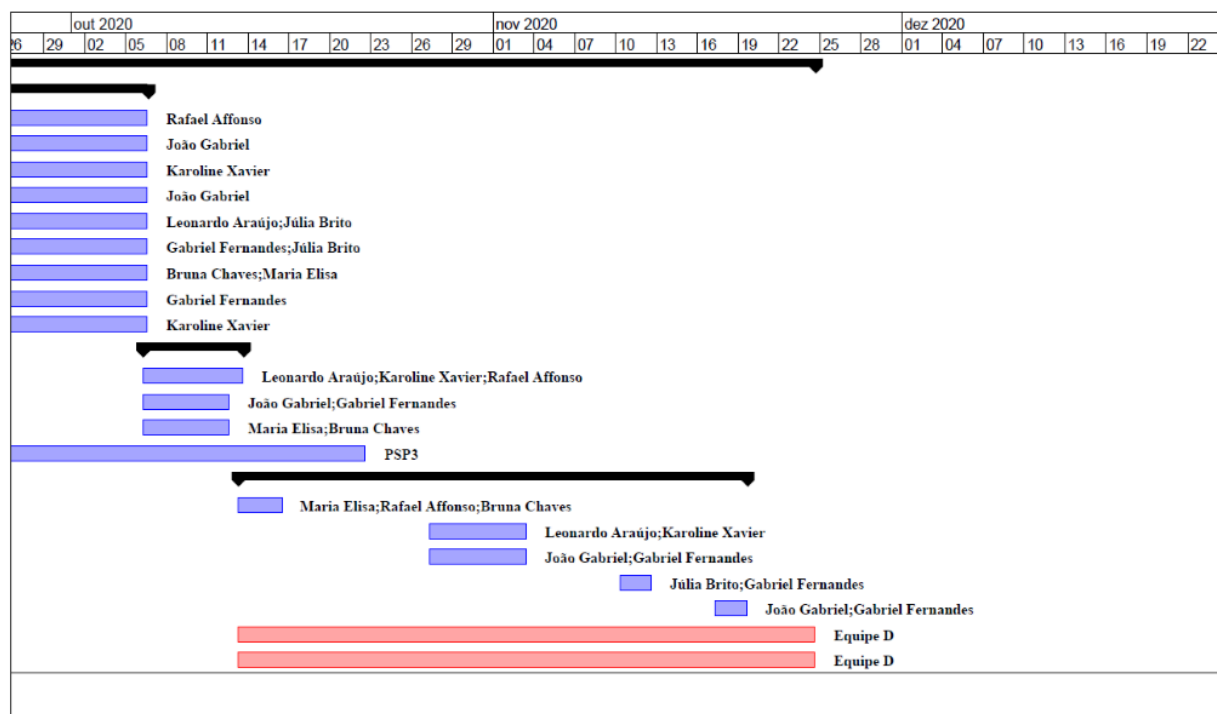 out 2020 nov 2020 dez 2020
26 29 02 05 08 11 14 17 20 23 26 29 01 04 07 10 13 16 19 22 25 28 01 04 07 10 13 16 19 22
Rafael Affonso
João Gabriel
Karoline Xavier
João Gabriel
Leonardo Araújo;Júlia Brito
Gabriel Fernandes;Júlia Brito
Bruna Chaves;Maria Elisa
Gabriel Fernandes
Karoline Xavier
Leonardo Araújo;Karoline Xavier;Rafael Affonso
João Gabriel;Gabriel Fernandes
Maria Elisa;Bruna Chaves
PSP3
Maria Elisa;Rafael Affonso;Bruna Chaves
Leonardo Araújo;Karoline Xavier
João Gabriel;Gabriel Fernandes
Júlia Brito;Gabriel Fernandes
João Gabriel;Gabriel Fernandes
Equipe D
Equipe D